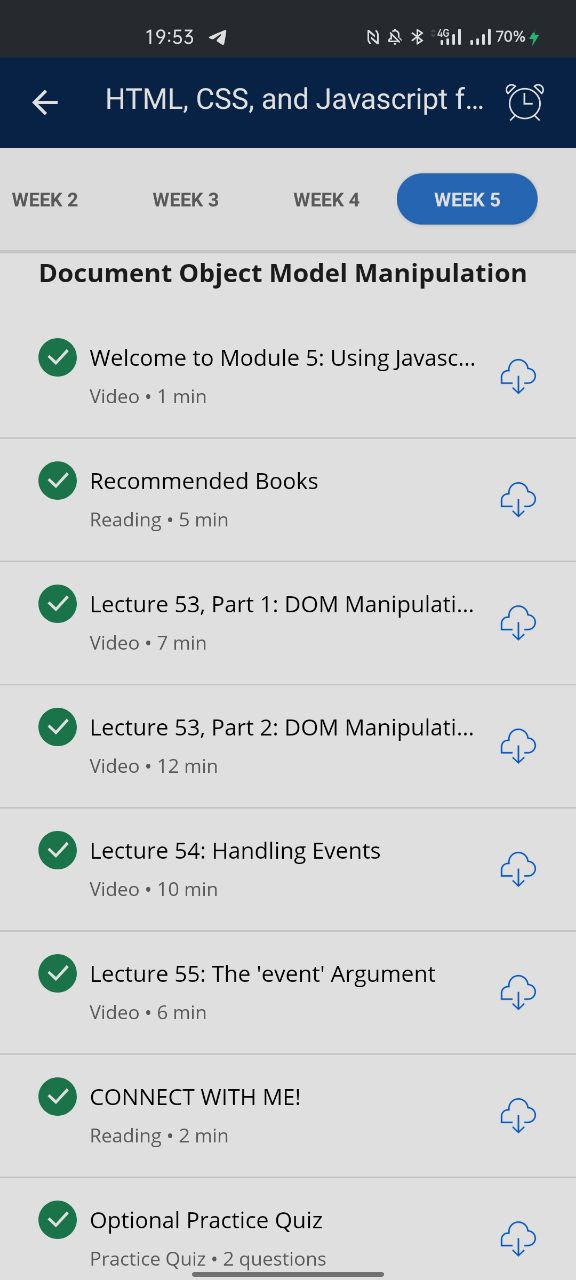 19:53
4G 70%
HTML, CSS, and Javascript f...
WEEK 2 WEEK 3 WEEK 4 WEEK 5
Document Object Model Manipulation
Welcome to Module 5: Using Javasc...
Video • 1 min
Recommended Books
Reading • 5 min
Lecture 53, Part 1: DOM Manipulati...
Video • 7 min
Lecture 53, Part 2: DOM Manipulati...
Video • 12 min
Lecture 54: Handling Events
Video • 10 min
Lecture 55: The 'event' Argument
Video • 6 min
CONNECT WITH ME!
Reading • 2 min
Optional Practice Quiz
Practice Quiz • 2 questions